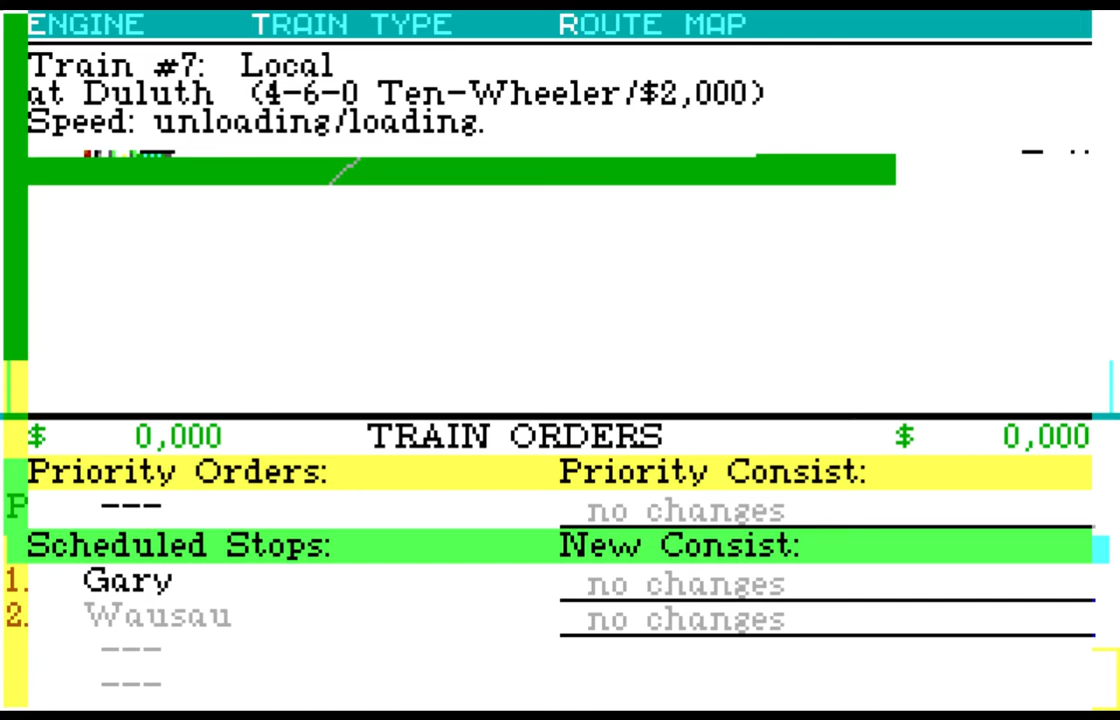 ENGINE TRAIN TYPE ROUTE MAP
Train #7: Local
at Duluth (4-6-0 Ten-Wheeler/$2,000)
Speed: unloading/loading.
$ 0,000 TRAIN ORDERS $ 0,000
Priority Orders: Priority Consist:
P --- no changes
Scheduled Stops: New Consist:
1. Gary no changes
2. Wausau no changes
---
---